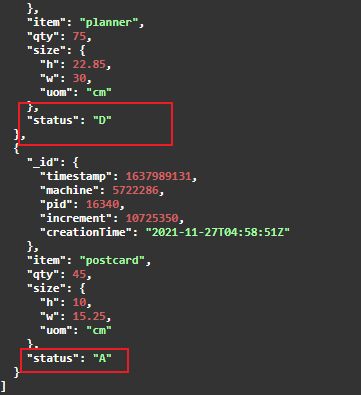 },
"item": "planner",
"qty": 75,
"size": {
"h": 22.85,
"w": 30,
"uom": "cm"
},
"status": "D"
},
{
"_id": {
"timestamp": 1637989131,
"machine": 5722286,
"pid": 16340,
"increment": 10725350,
"creationTime": "2021-11-27T04:58:51Z"
},
"item": "postcard",
"qty": 45,
"size": {
"h": 10,
"w": 15.25,
"uom": "cm"
},
"status": "A"
}
]